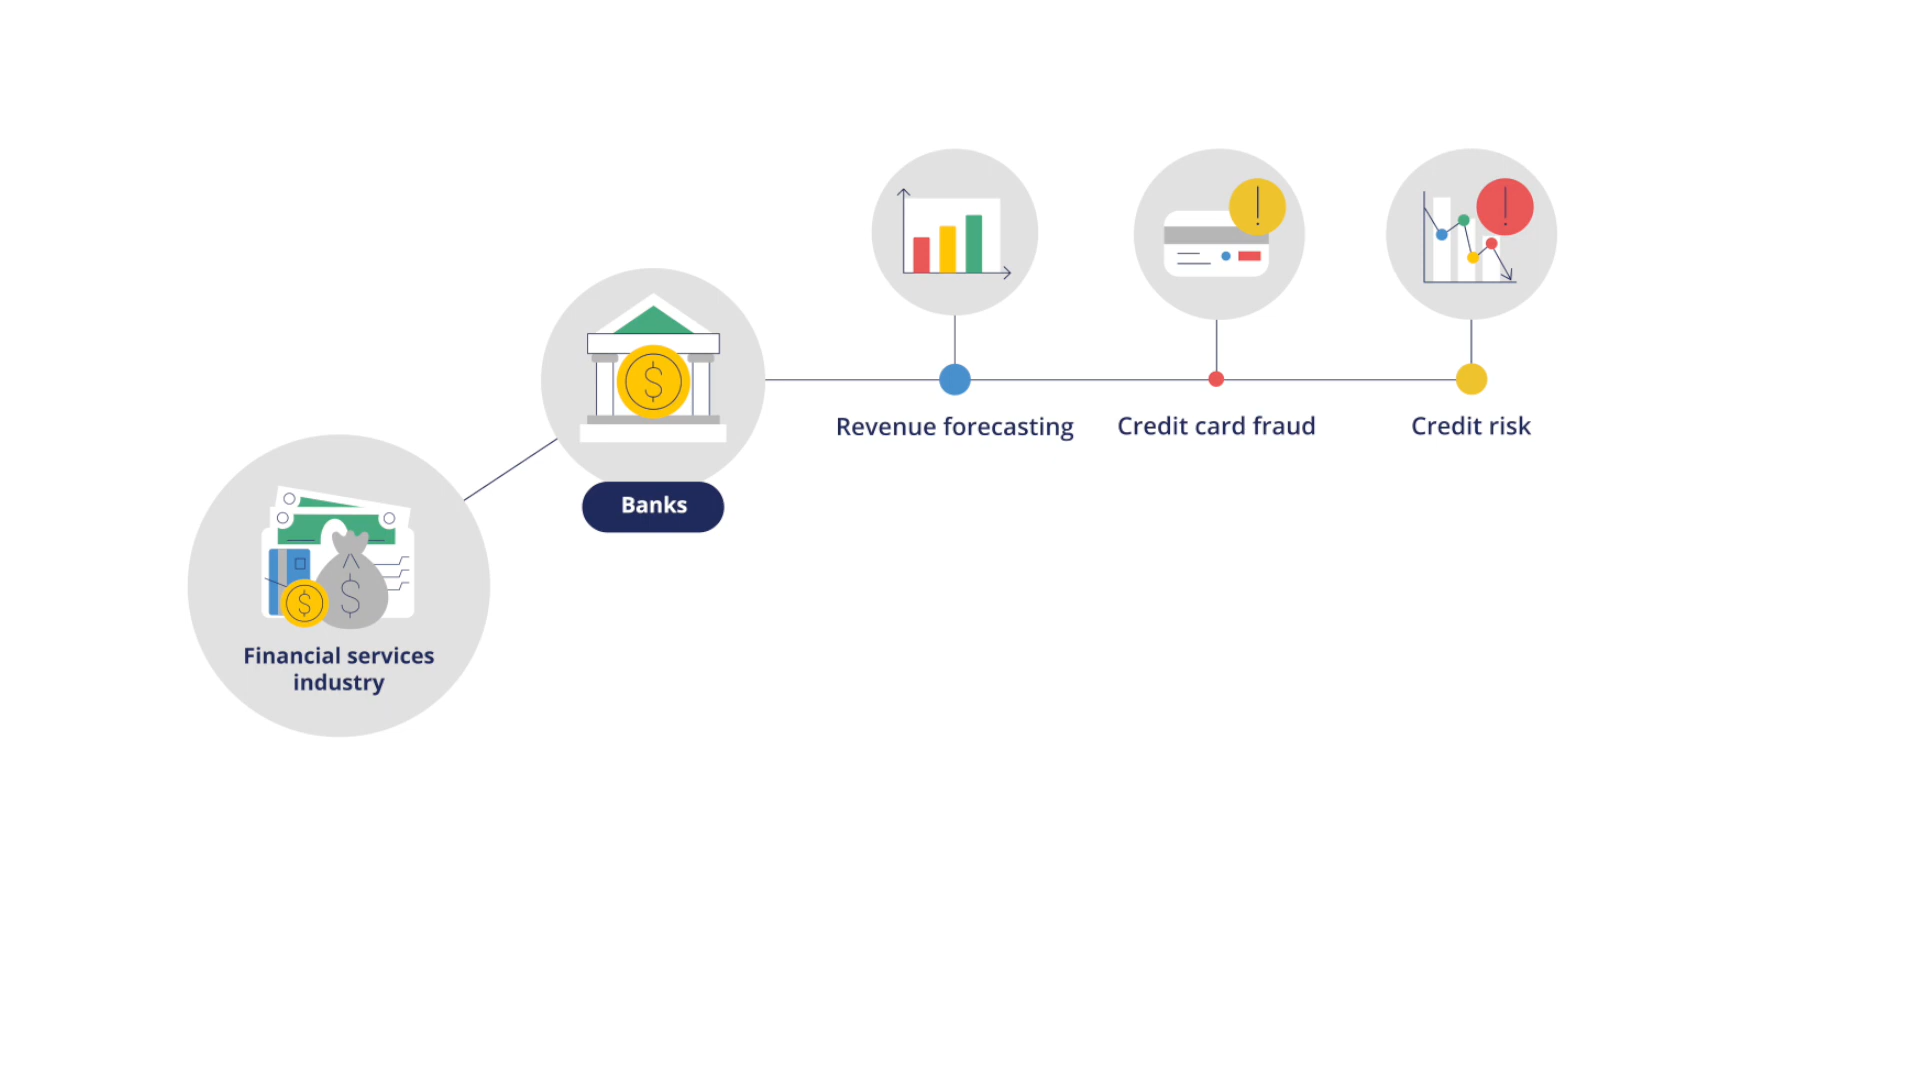 Revenue forecasting
Credit card fraud
Credit risk
Banks
Financial services
industry